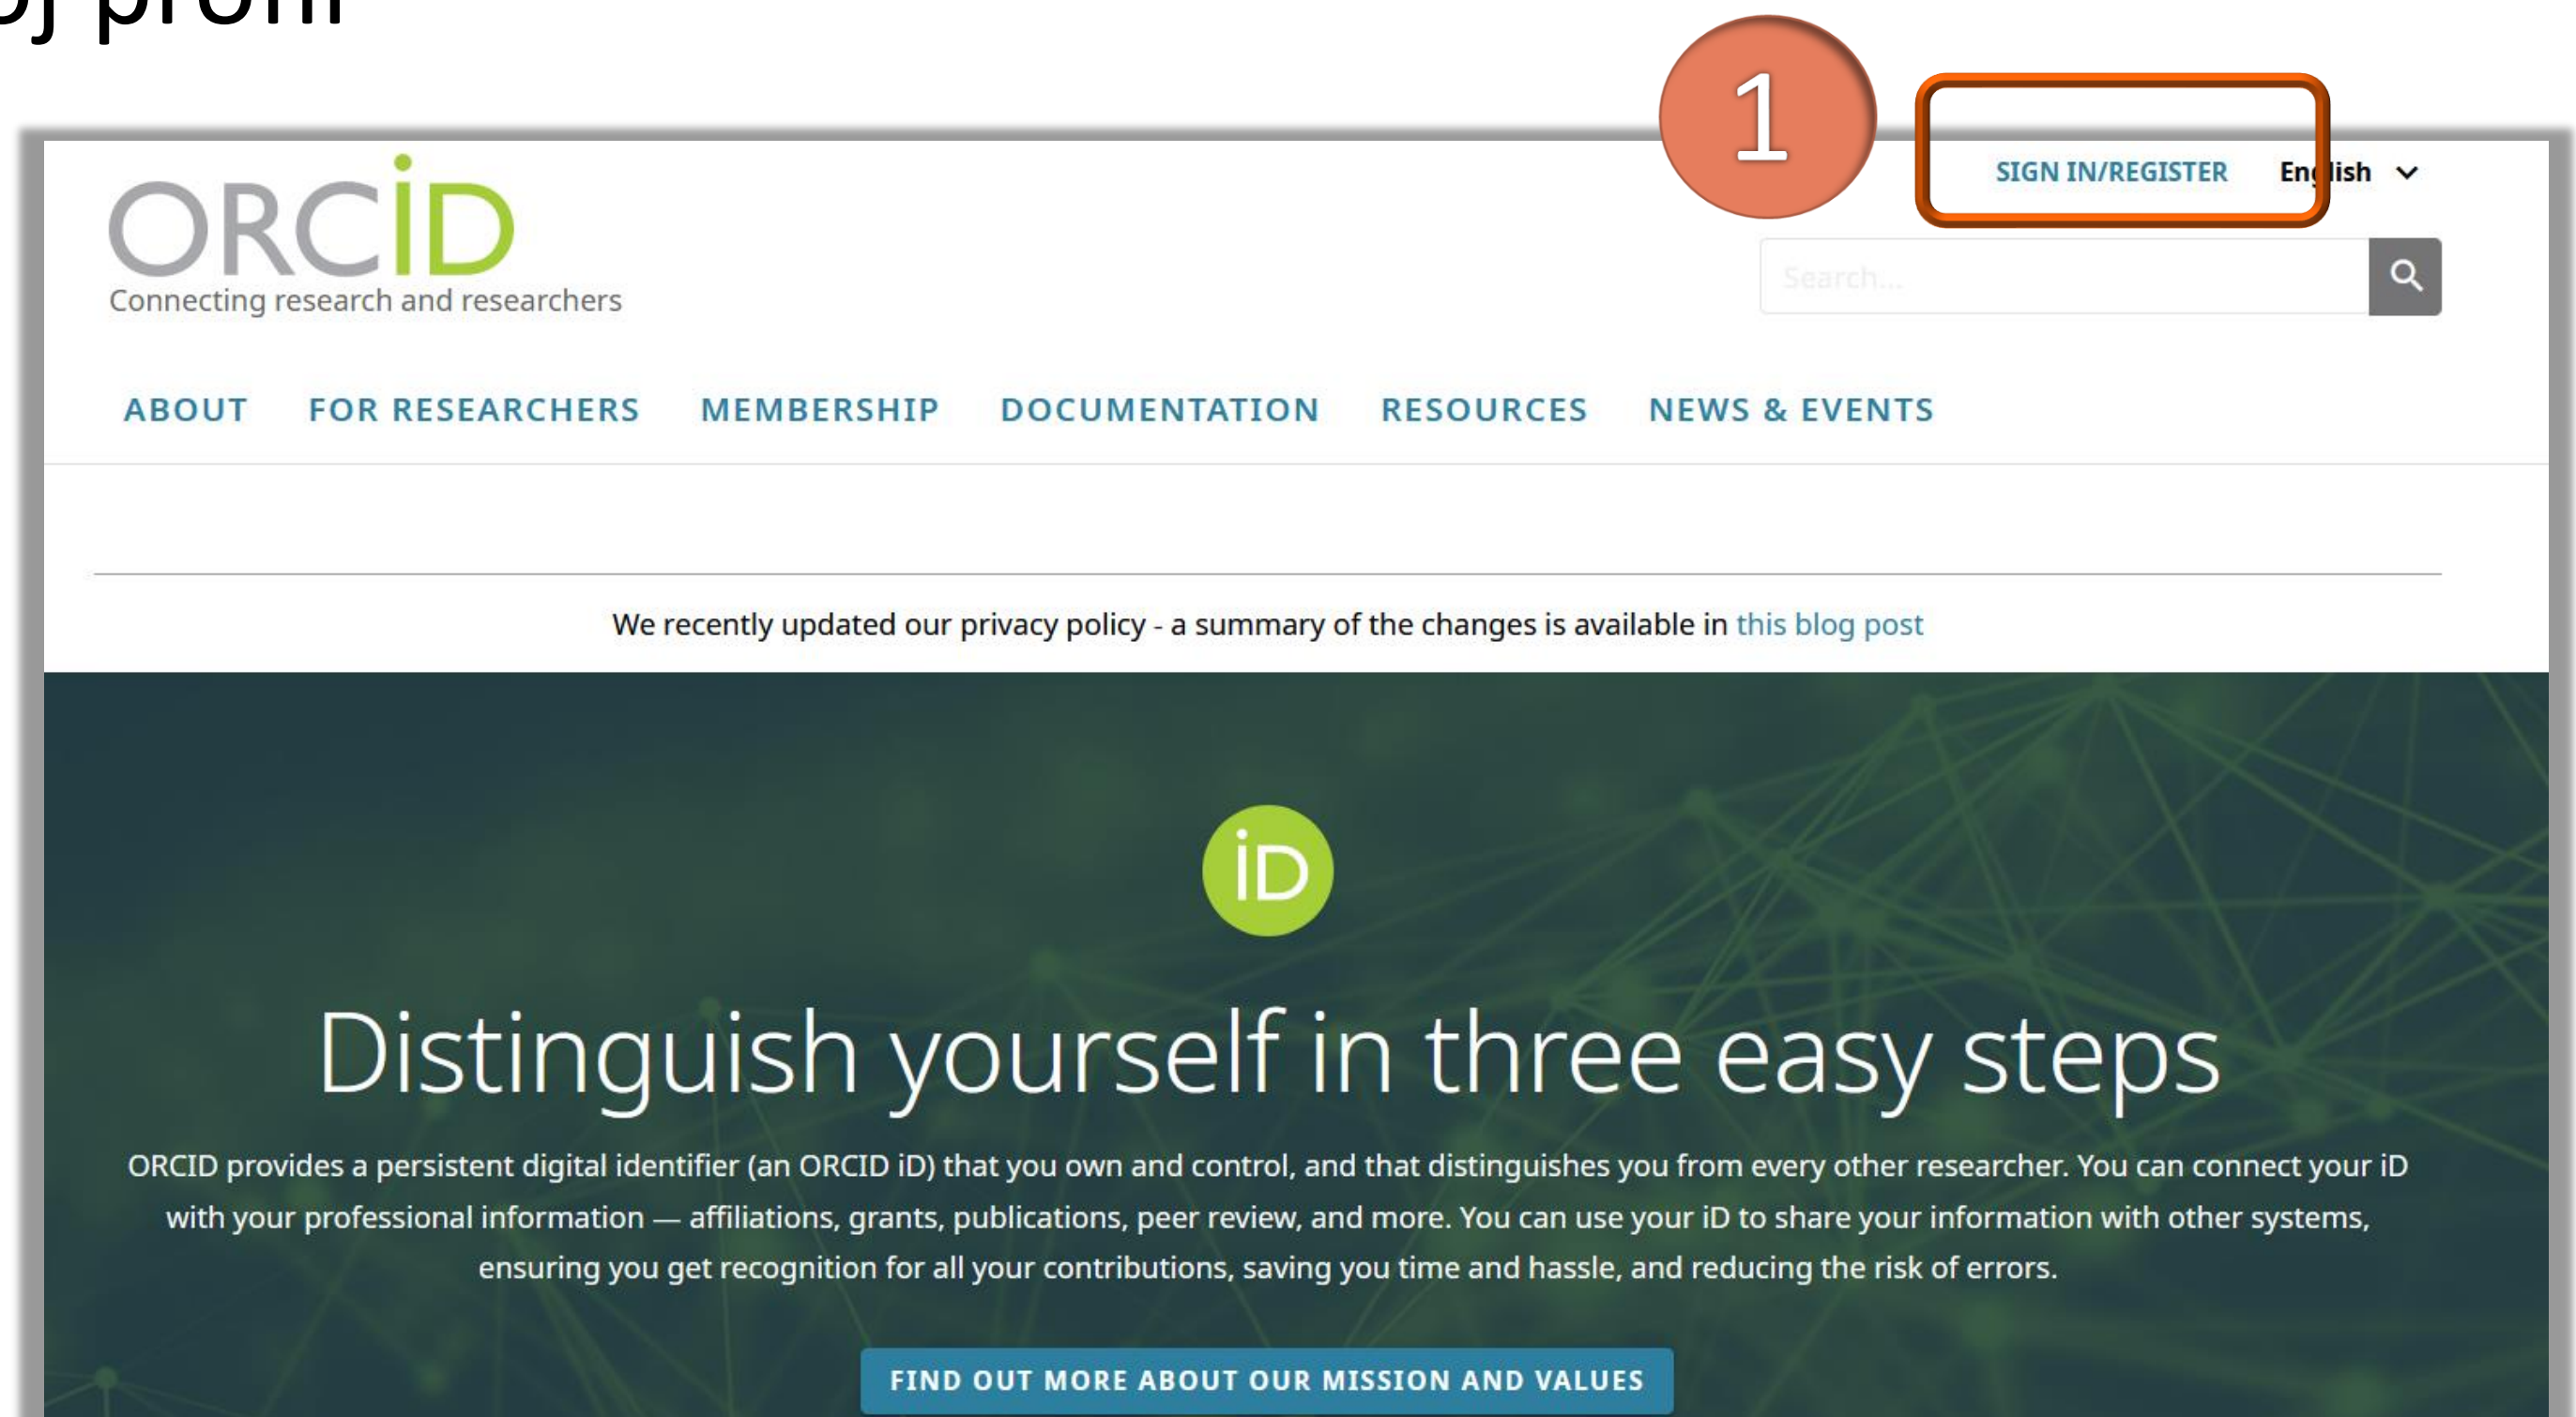 profil
1
SIGN IN/REGISTER English
ORCID
Connecting research and researchers
Search...
ABOUT FOR RESEARCHERS MEMBERSHIP DOCUMENTATION RESOURCES NEWS & EVENTS
We recently updated our privacy policy - a summary of the changes is available in this blog post
iD
Distinguish yourself in three easy steps
ORCID provides a persistent digital identifier (an ORCID iD) that you own and control, and that distinguishes you from every other researcher. You can connect your iD
with your professional information — affiliations, grants, publications, peer review, and more. You can use your iD to share your information with other systems,
ensuring you get recognition for all your contributions, saving you time and hassle, and reducing the risk of errors.
FIND OUT MORE ABOUT OUR MISSION AND VALUES